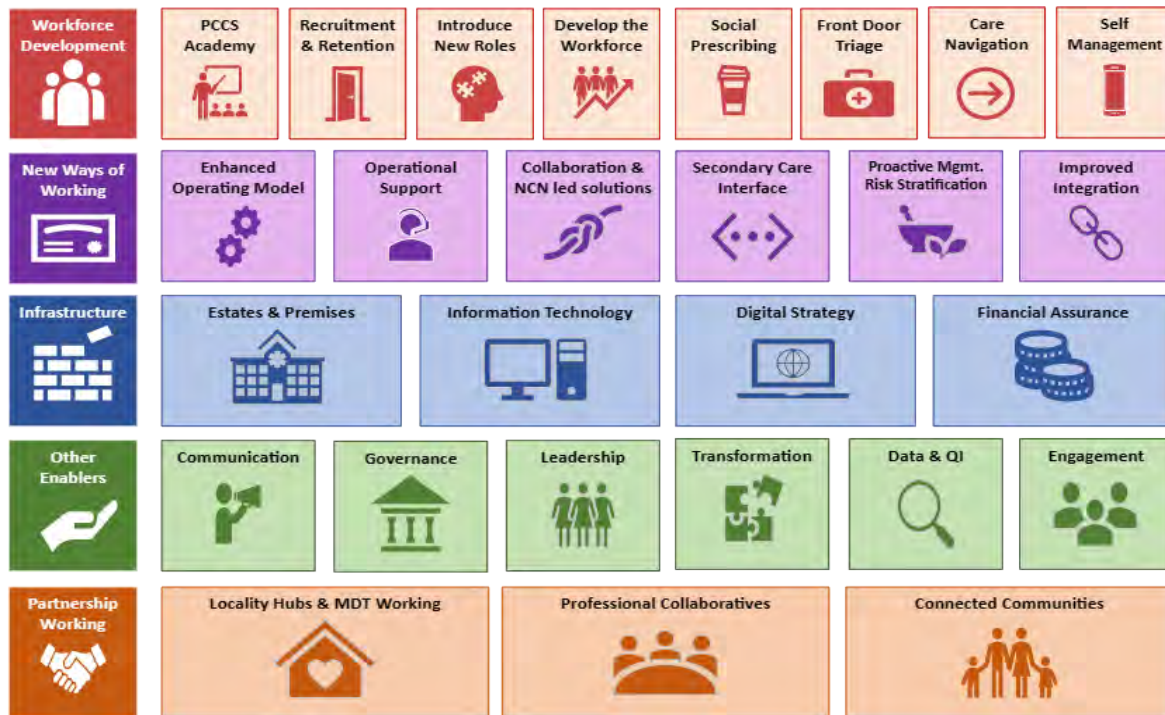 Workforce
Development
PCCS
Academy
Recruitment
& Retention
Introduce
New Roles
Develop the
Workforce
Social
Prescribing
Front Door
Triage
Care
Navigation
Self
Management
New Ways of
Working
Enhanced
Operating Model
Operational
Support
Collaboration &
NCN led solutions
Secondary Care
Interface
Proactive Mgmt.
Risk Stratification
Improved
Integration
Infrastructure
Estates & Premises
Information Technology
Digital Strategy
Financial Assurance
Other
Enablers
Communication
Governance
Leadership
Transformation
Data & QI
Engagement
Partnership
Working
Locality Hubs & MDT Working
Professional Collaboratives
Connected Communities